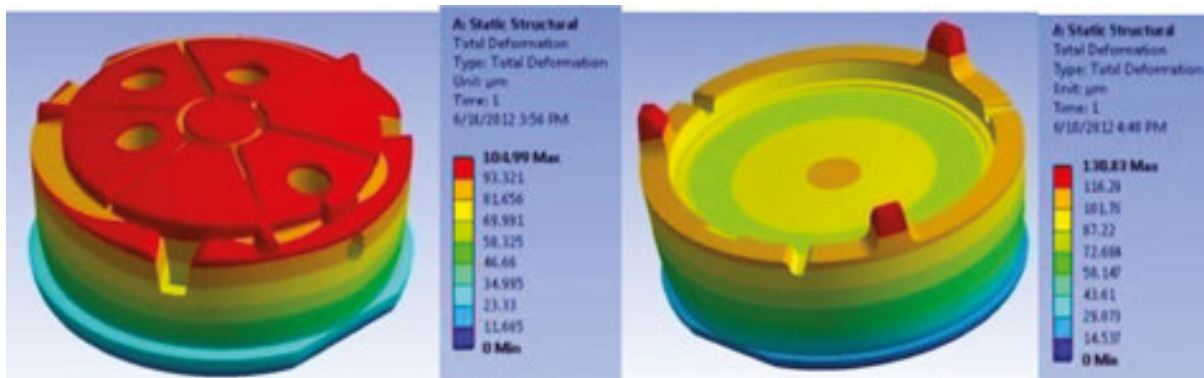 A: Static Structural
Total Deformation
Type: Total Deformation
Unit: µm
Time: 1
6/18/2012 3:56 PM
104.99 Max
93.321
81.656
69.991
58.325
46.66
34.995
23.33
11.665
0 Min
A: Static Structural
Total Deformation
Type: Total Deformation
Unit: µm
Time: 1
6/18/2012 4:48 PM
130.83 Max
116.29
101.76
87.22
72.684
58.147
43.61
29.073
14.537
0 Min